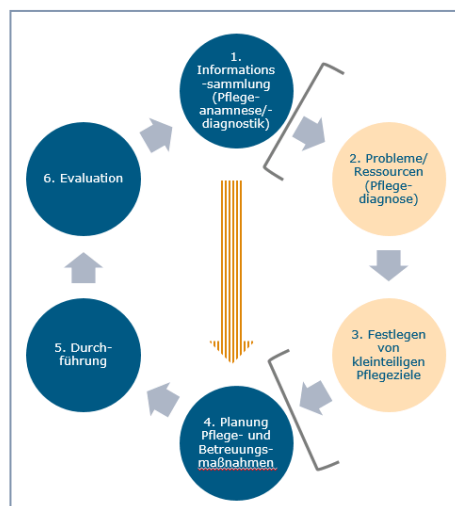 1.
Informations
-sammlung
(Pflege-
anamnese/-
diagnostik)
2. Probleme/
Ressourcen
(Pflege-
diagnose)
3. Festlegen
von
kleinteiligen
Pflegeziele
4. Planung
Pflege- und
Betreuungs-
maßnahmen
5. Durch-
führung
6. Evaluation